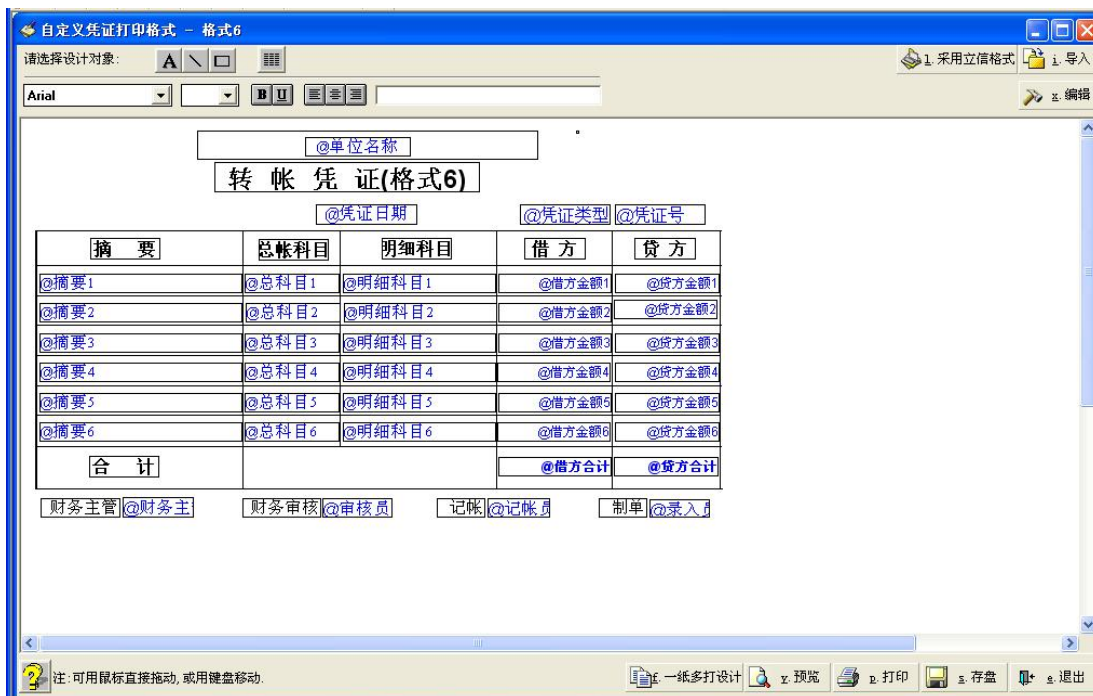 自定义凭证打印格式 - 格式6
请选择设计对象: A
1. 采用立信格式 i. 导入
Arial B U
x. 编辑
@单位名称
转 帐 凭 证(格式6)
@凭证日期 @凭证类型 @凭证号
摘 要 总帐科目 明细科目 借 方 贷 方
@摘要1 @总科目1 @明细科目1 @借方金额1 @贷方金额1
@摘要2 @总科目2 @明细科目2 @借方金额2 @贷方金额2
@摘要3 @总科目3 @明细科目3 @借方金额3 @贷方金额3
@摘要4 @总科目4 @明细科目4 @借方金额4 @贷方金额4
@摘要5 @总科目5 @明细科目5 @借方金额5 @贷方金额5
@摘要6 @总科目6 @明细科目6 @借方金额6 @贷方金额6
合 计 @借方合计 @贷方合计
财务主管 @财务主 财务审核 @审核员 记帐 @记帐员 制单 @录入员
注:可用鼠标直接拖动, 或用键盘移动.
f. 一纸多打设计 v. 预览 p. 打印 s. 存盘 e. 退出